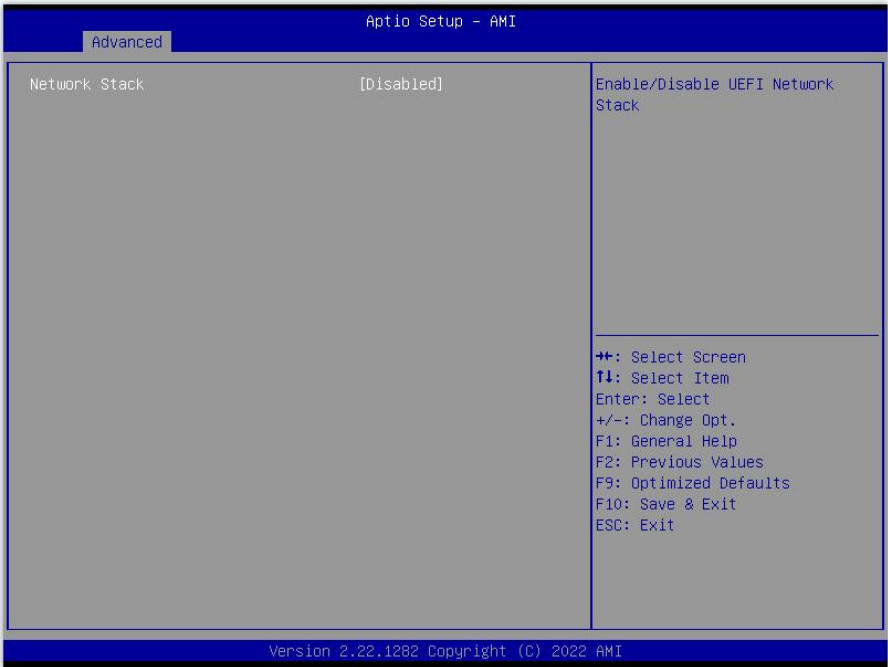 Aptio Setup - AMI
Advanced
Network Stack [Disabled]
Enable/Disable UEFI Network
Stack
→←: Select Screen
↑↓: Select Item
Enter: Select
+/-: Change Opt.
F1: General Help
F2: Previous Values
F9: Optimized Defaults
F10: Save & Exit
ESC: Exit
Version 2.22.1282 Copyright (C) 2022 AMI